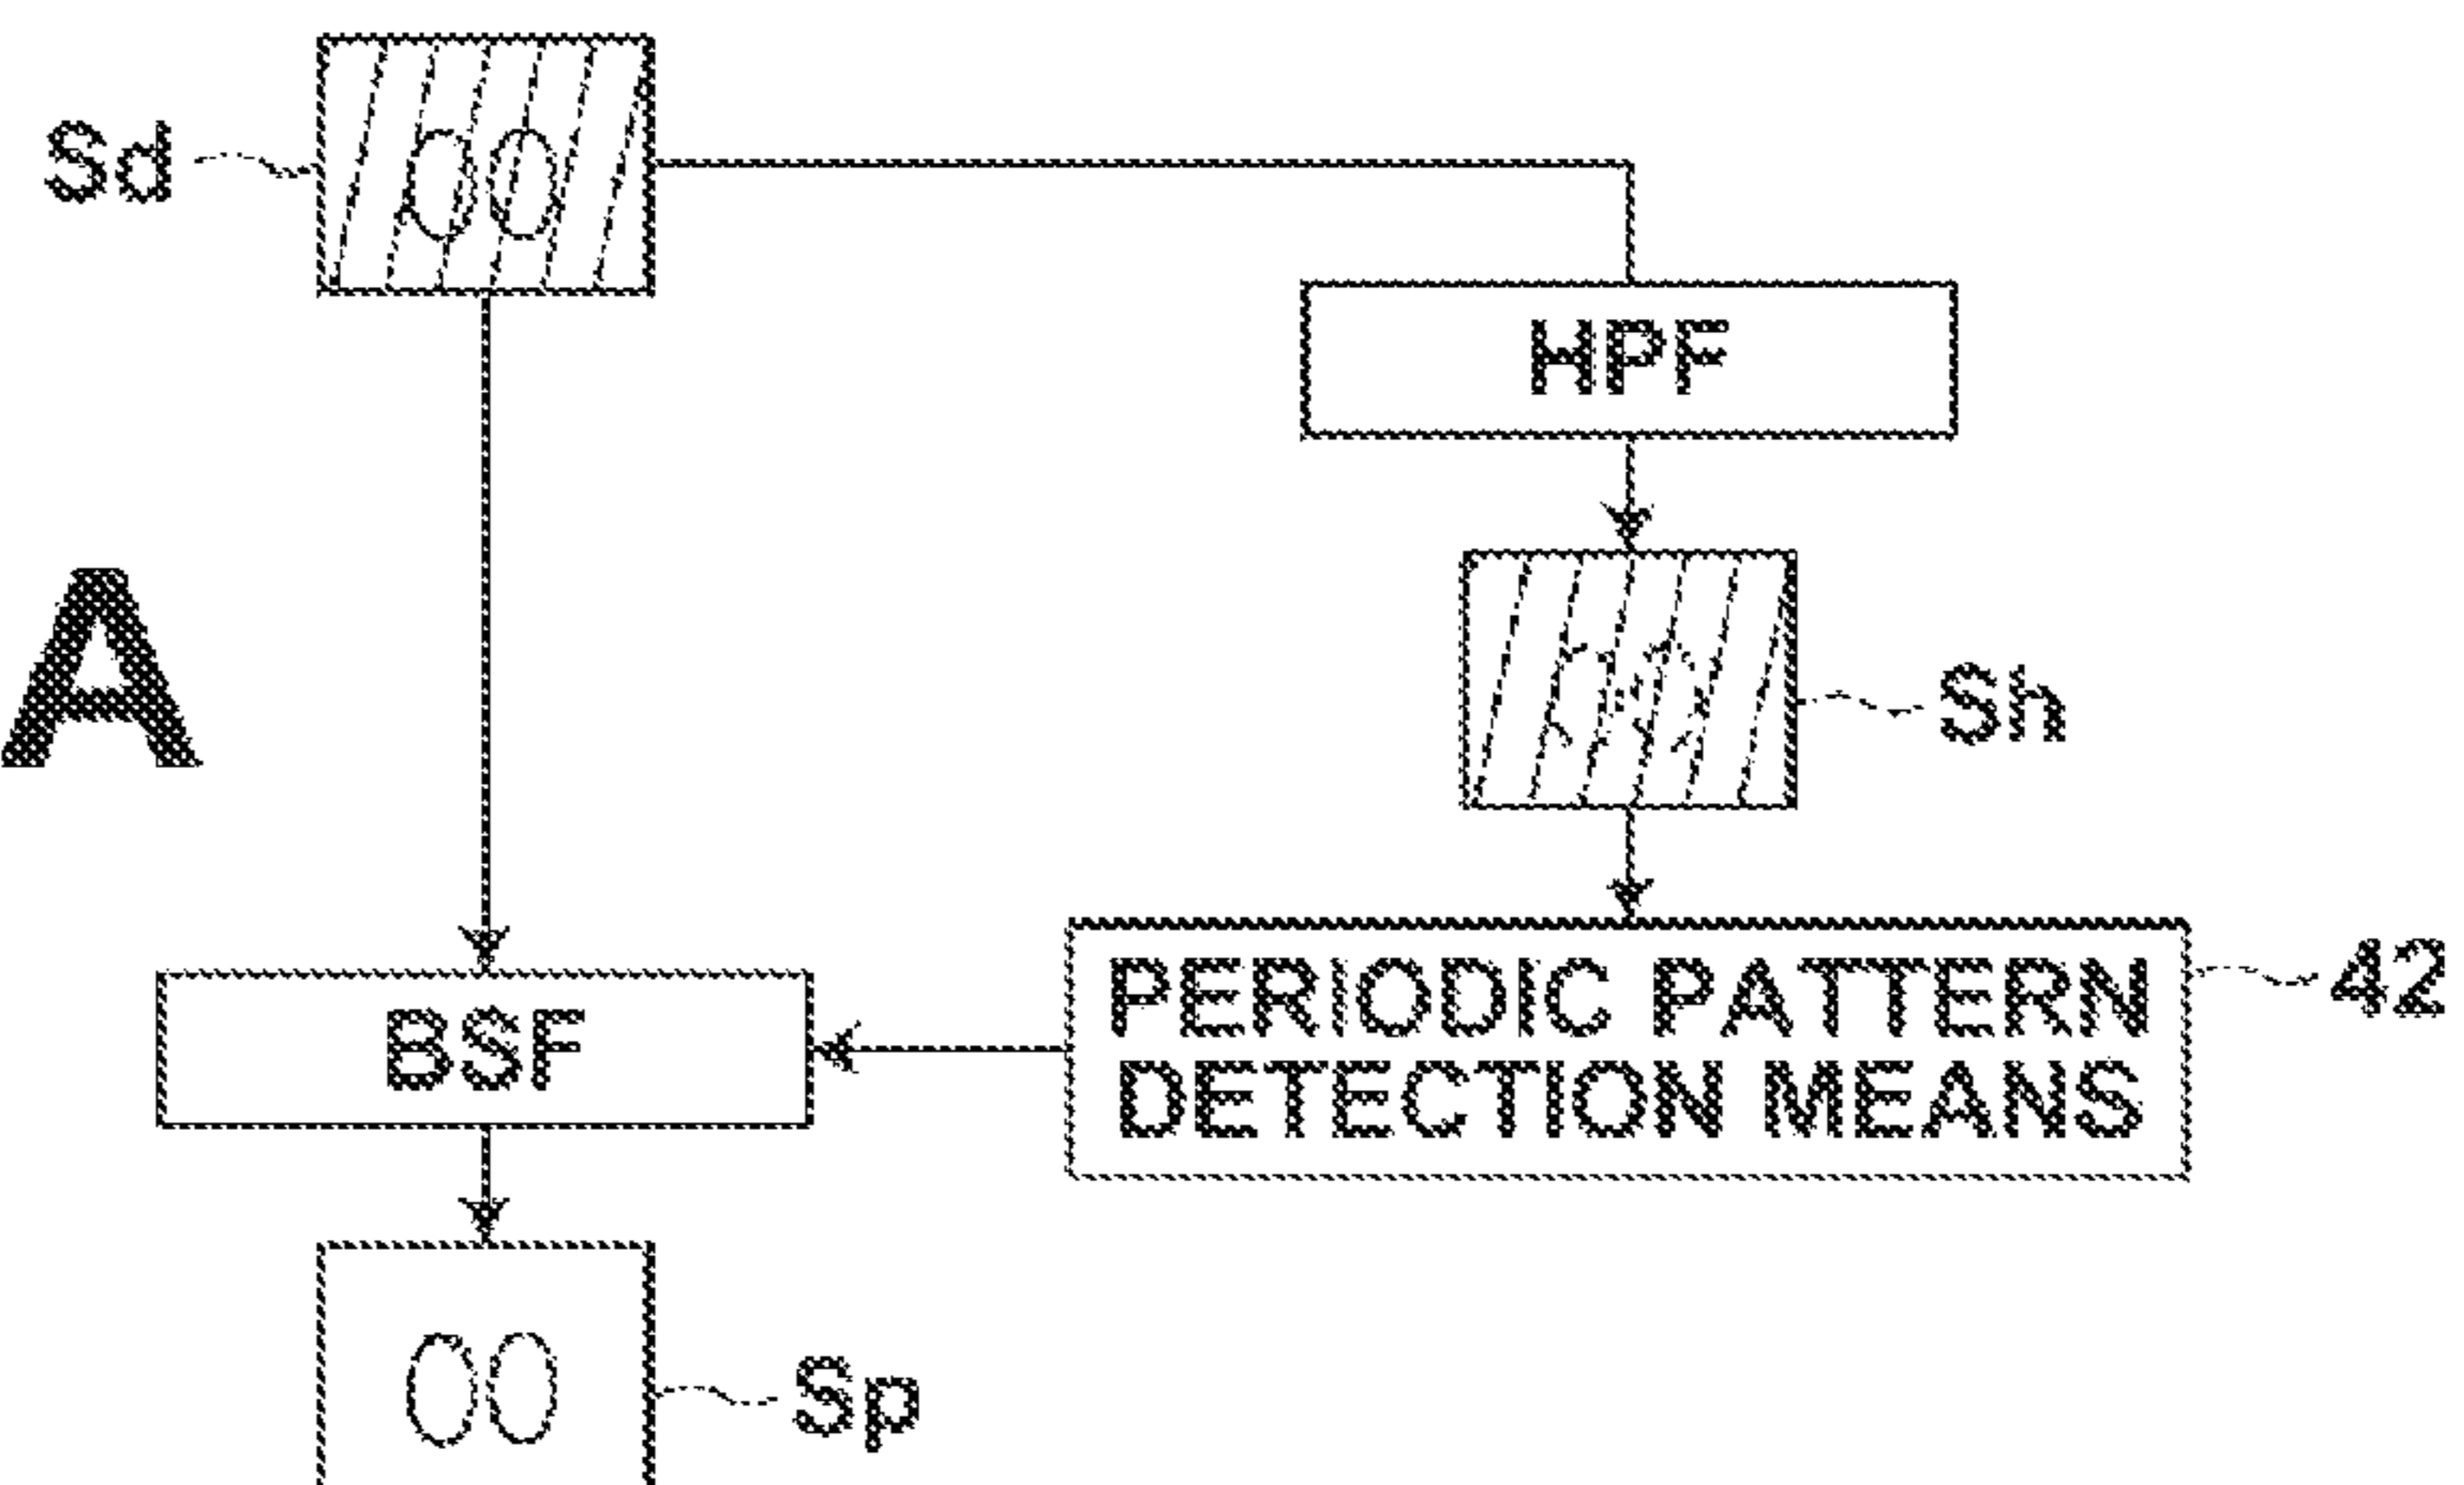 Sd
HPF
A
Sh
PERIODIC PATTERN
DETECTION MEANS
42
BSF
Sp